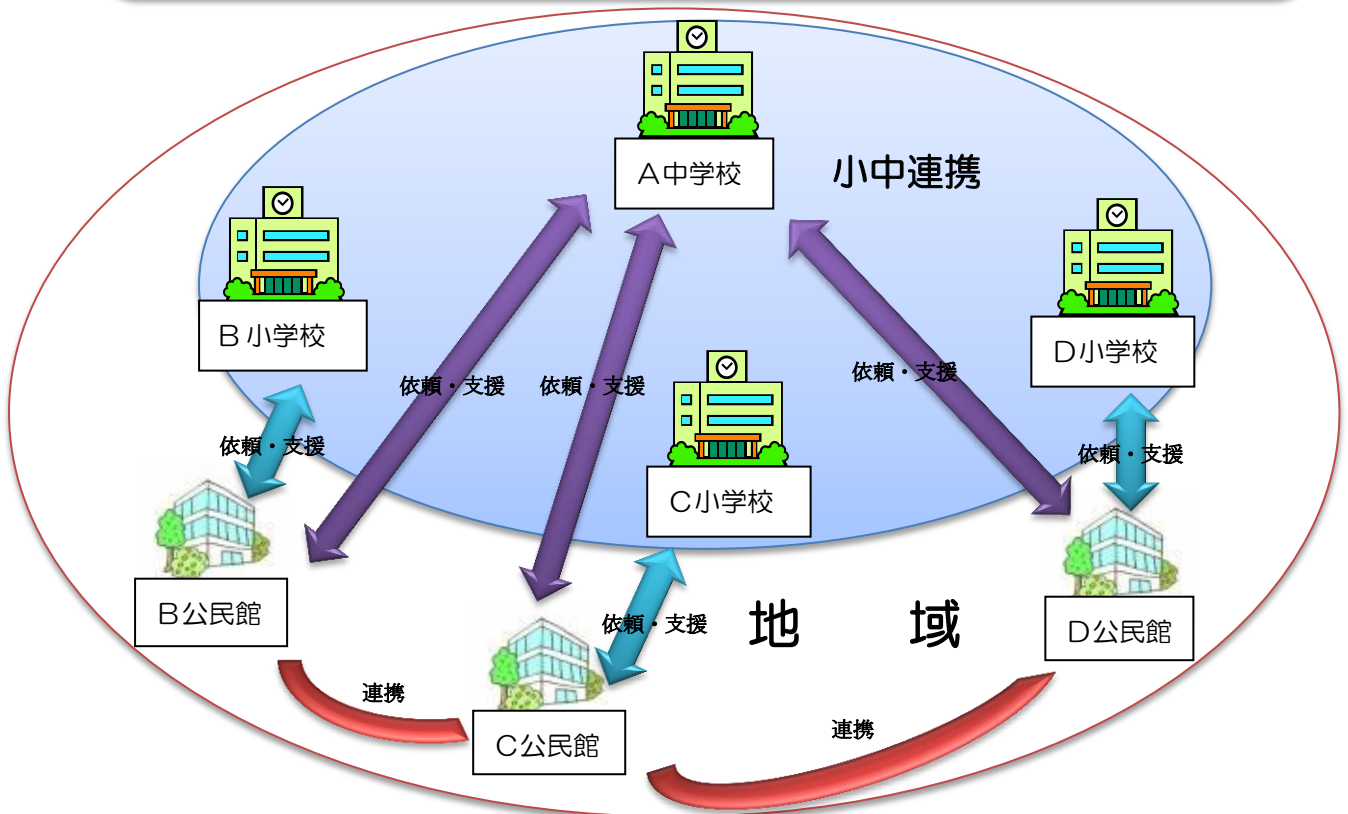 A中学校
小中連携
B小学校
D小学校
依頼・支援
依頼・支援
依頼・支援
依頼・支援
依頼・支援
C小学校
B公民館
依頼・支援
地　域
D公民館
連携
連携
C公民館